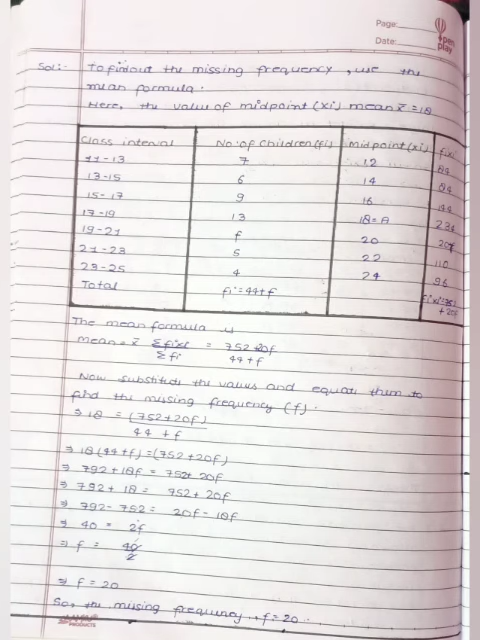 Page:
Date:
open play
Sol:- To findout the missing frequency, use the
mean formula.
Here, the value of midpoint (xi) mean x̄ = 18
Class interval No. of children (fi) Midpoint (xi) fixi
11-13 7 12 84
13-15 6 14 84
15-17 9 16 144
17-19 13 18=A 234
19-21 f 20 20f
21-23 5 22 110
23-25 4 24 96
Total fi = 44+f fixi=752
+20f
The mean formula is
mean = x̄ Σfixi/Σfi = 752+20f/44+f
Now substitute the values and equate them to
find the missing frequency (f).
⇒ 18 = (752+20f)/44+f
⇒ 18(44+f) = (752+20f)
⇒ 792+18f = 752+20f
⇒ 792+18 = 752+20f
⇒ 792-752 = 20f-18f
⇒ 40 = 2f
⇒ f = 40/2
⇒ f = 20
So, the missing frequency, f = 20.
PRODUCTS